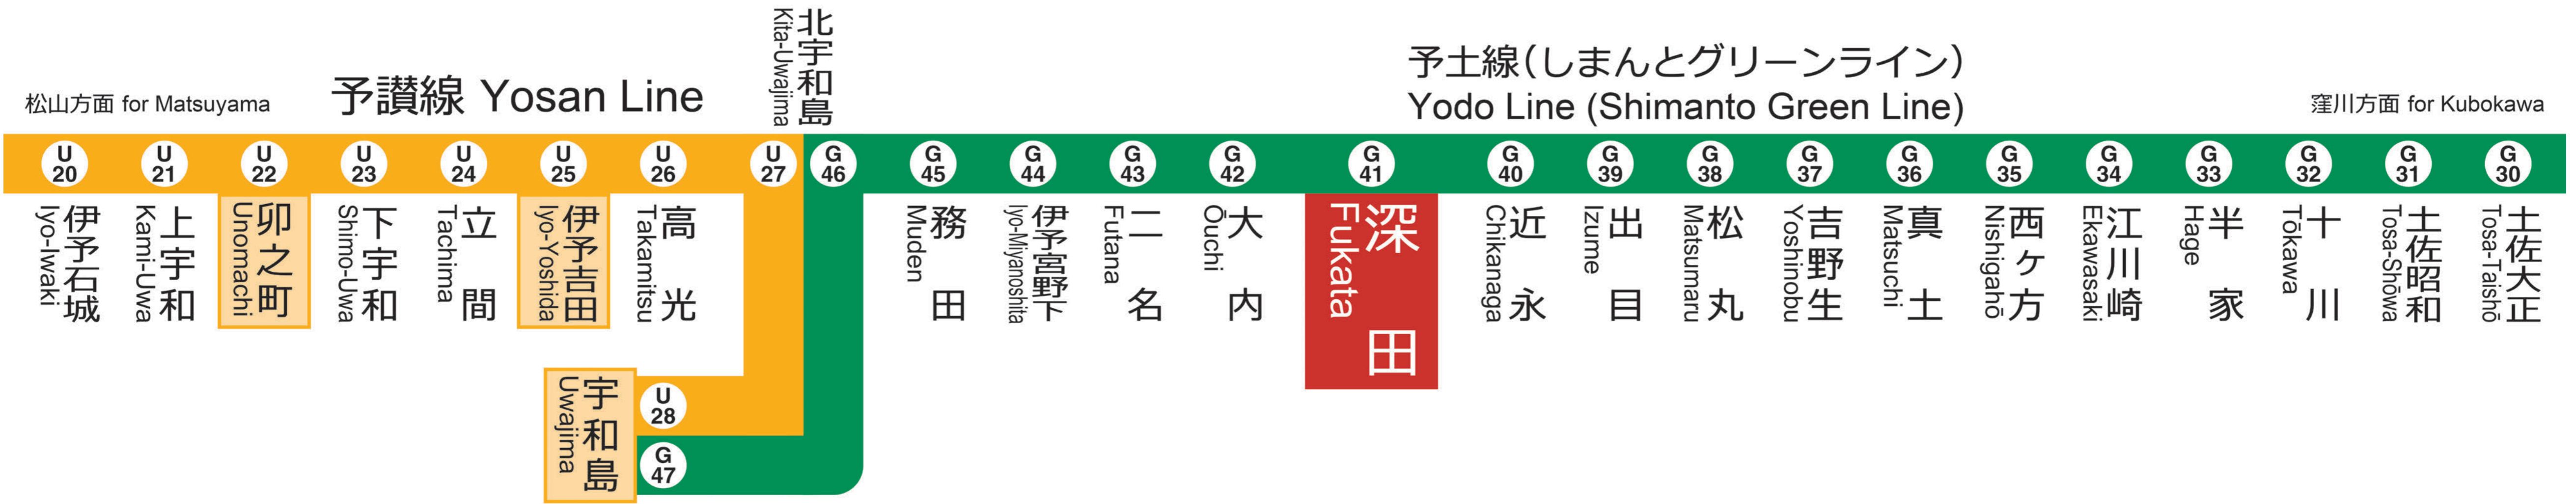 松山方面 for Matsuyama
予讃線 Yosan Line
北宇和島
Kita-Uwajima
予土線(しまんとグリーンライン)
Yodo Line (Shimanto Green Line)
窪川方面 for Kubokawa
U 20
伊予石城
Iyo-Iwaki
U 21
上宇和
Kami-Uwa
U 22
卯之町
Unomachi
U 23
下宇和
Shimo-Uwa
U 24
立間
Tachima
U 25
伊予吉田
Iyo-Yoshida
U 26
高光
Takamitsu
U 27
G 46
G 45
務田
Muden
G 44
伊予宮野下
Iyo-Miyanoshita
G 43
二名
Futana
G 42
大内
Ōuchi
G 41
深田
Fukata
G 40
近永
Chikanaga
G 39
出目
Izume
G 38
松丸
Matsumaru
G 37
吉野生
Yoshinobu
G 36
真土
Matsuchi
G 35
西ケ方
Nishigahō
G 34
江川崎
Ekawasaki
G 33
半家
Hage
G 32
十川
Tōkawa
G 31
土佐昭和
Tosa-Shōwa
G 30
土佐大正
Tosa-Taishō
宇和島
Uwajima
U 28
G 47